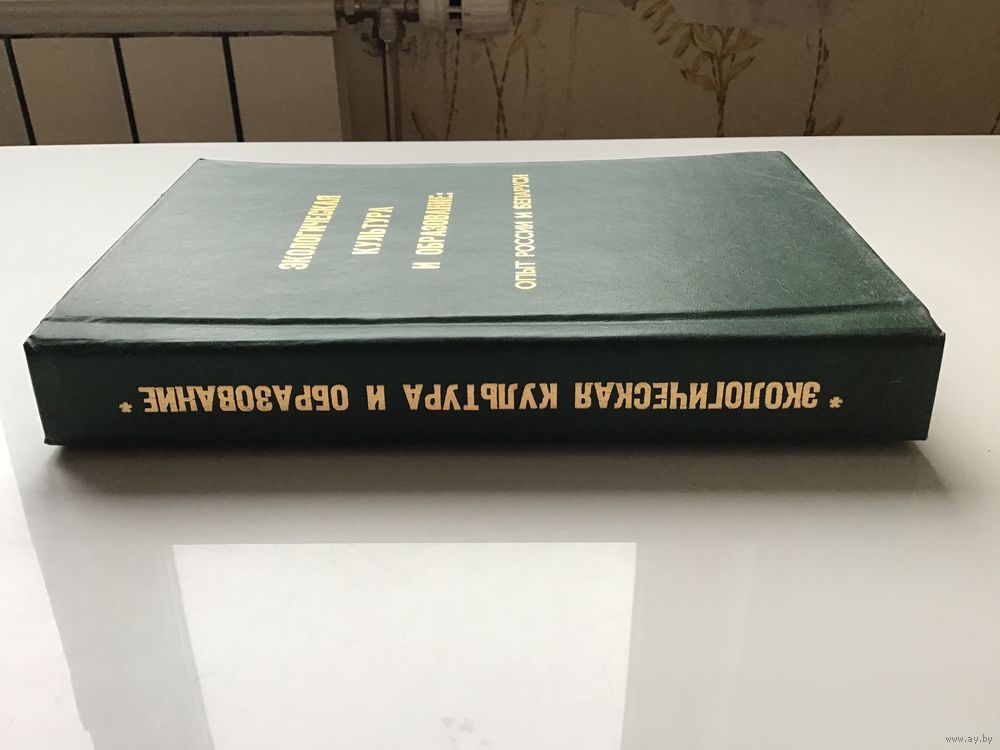 ЭКОЛОГИЧЕСКАЯ
КУЛЬТУРА
И ОБРАЗОВАНИЕ:
ОПЫТ РОССИИ И БЕЛАРУСИ
* ЭКОЛОГИЧЕСКАЯ КУЛЬТУРА И ОБРАЗОВАНИЕ *
www.ay.by